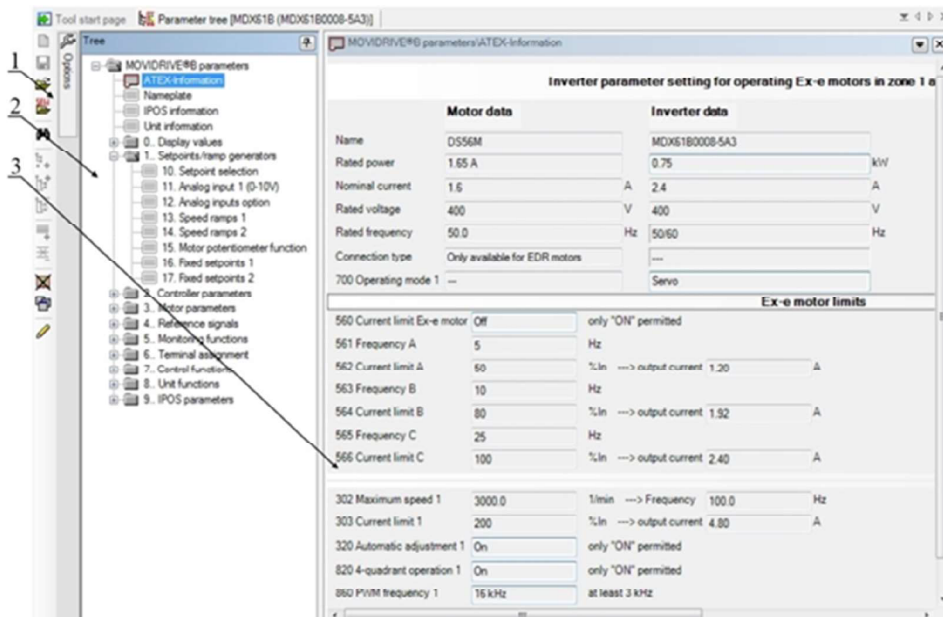 Tool start page Parameter tree [MDX61B (MDX61B0008-5A3)]
1
2
3
Options
Tree
MOVIDRIVE®B parameters
ATEX-Information
Nameplate
IPOS information
Unit information
0.. Display values
1.. Setpoints/ramp generators
10. Setpoint selection
11. Analog input 1 (0-10V)
12. Analog inputs option
13. Speed ramps 1
14. Speed ramps 2
15. Motor potentiometer function
16. Fixed setpoints 1
17. Fixed setpoints 2
2.. Controller parameters
3.. Motor parameters
4.. Reference signals
5.. Monitoring functions
6.. Terminal assignment
7.. Control functions
8.. Unit functions
9.. IPOS parameters
MOVIDRIVE®B parameters\ATEX-Information
Inverter parameter setting for operating Ex-e motors in zone 1 a
Motor data Inverter data
Name DS56M MDX61B0008-5A3
Rated power 1.65 A 0.75 kW
Nominal current 1.6 A 2.4 A
Rated voltage 400 V 400 V
Rated frequency 50.0 Hz 50/60 Hz
Connection type Only available for EDR motors ---
700 Operating mode 1 --- Servo
Ex-e motor limits
560 Current limit Ex-e motor Off only "ON" permitted
561 Frequency A 5 Hz
562 Current limit A 50 %In ---> output current 1.20 A
563 Frequency B 10 Hz
564 Current limit B 80 %In ---> output current 1.92 A
565 Frequency C 25 Hz
566 Current limit C 100 %In ---> output current 2.40 A
302 Maximum speed 1 3000.0 1/min ---> Frequency 100.0 Hz
303 Current limit 1 200 %In ---> output current 4.80 A
320 Automatic adjustment 1 On only "ON" permitted
820 4-quadrant operation 1 On only "ON" permitted
860 PWM frequency 1 16 kHz at least 3 kHz